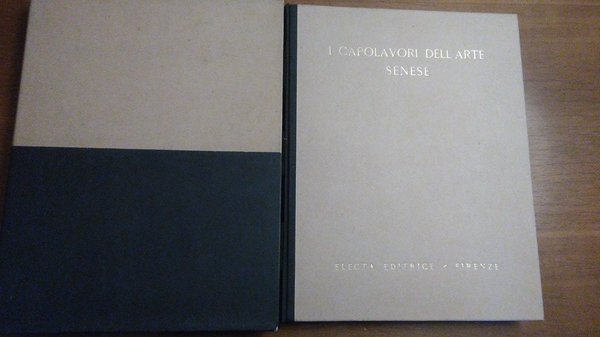 I CAPOLAVORI DELL'ARTE
SENESE
ELECTA EDITRICE - FIRENZE